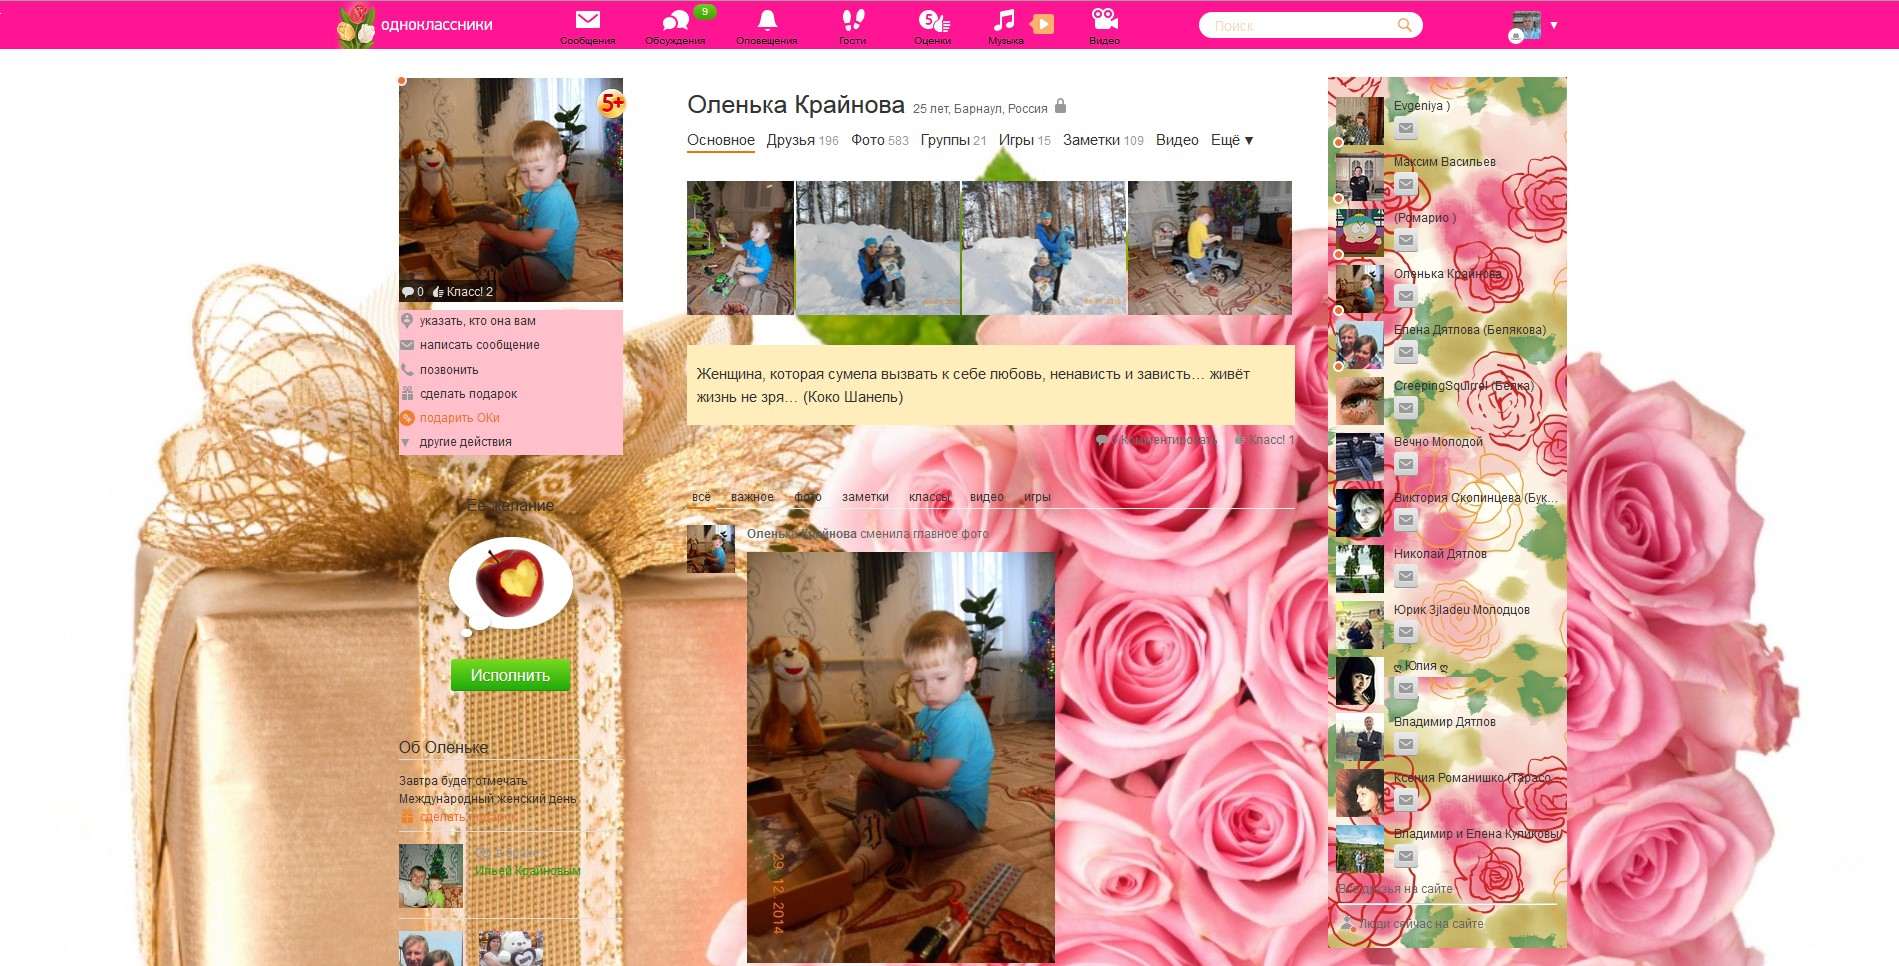 одноклассники
Сообщения
Обсуждения
9
Оповещения
Гости
5
Оценки
Музыка
Видео
Поиск
5+
0 Класс! 2
указать, кто она вам
написать сообщение
позвонить
сделать подарок
подарить ОКи
другие действия
Её желание
Исполнить
Об Оленьке
Завтра будет отмечать
Международный женский день
сделать подарок
Ильей Крайновым
Оленька Крайнова 25 лет, Барнаул, Россия
Основное Друзья 196 Фото 583 Группы 21 Игры 15 Заметки 109 Видео Ещё ▼
Женщина, которая сумела вызвать к себе любовь, ненависть и зависть… живёт
жизнь не зря… (Коко Шанель)
Комментировать Класс! 1
всё важное фото заметки классы видео игры
Оленька Крайнова сменила главное фото
29.12.2014
Evgeniya )
Максим Васильев
(Ромарио )
Оленька Крайнова
Елена Дятлова (Белякова)
CreepingSquirrel (Белка)
Вечно Молодой
Виктория Скопинцева (Бук...
Николай Дятлов
Юрик 3jladeu Молодцов
ღ Юлия ღ
Владимир Дятлов
Ксения Романишко (Тарасо...
Владимир и Елена Куликовы
Все друзья на сайте
Люди сейчас на сайте